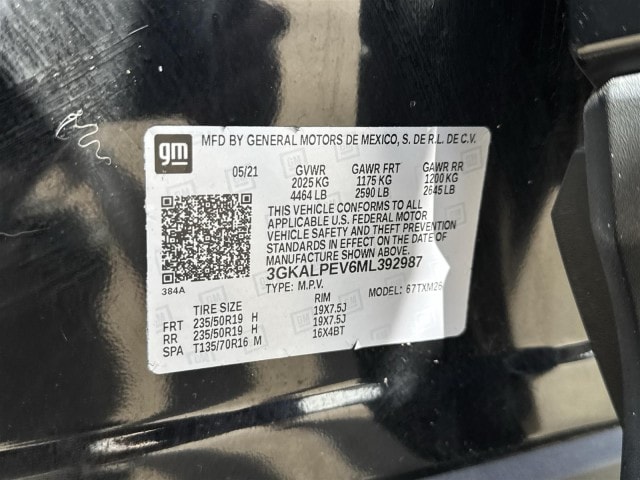 gm
MFD BY GENERAL MOTORS DE MEXICO, S. DE R.L. DE C.V.
05/21 GVWR GAWR FRT GAWR RR
2025 KG 1175 KG 1200 KG
4464 LB 2590 LB 2645 LB
THIS VEHICLE CONFORMS TO ALL
APPLICABLE U.S. FEDERAL MOTOR
VEHICLE SAFETY AND THEFT PREVENTION
STANDARDS IN EFFECT ON THE DATE OF
MANUFACTURE SHOWN ABOVE.
384A
3GKALPEV6ML392987
TYPE: M.P.V. MODEL: 67TXM26
TIRE SIZE RIM
FRT 235/50R19 H 19X7.5J
RR 235/50R19 H 19X7.5J
SPA T135/70R16 M 16X4BT